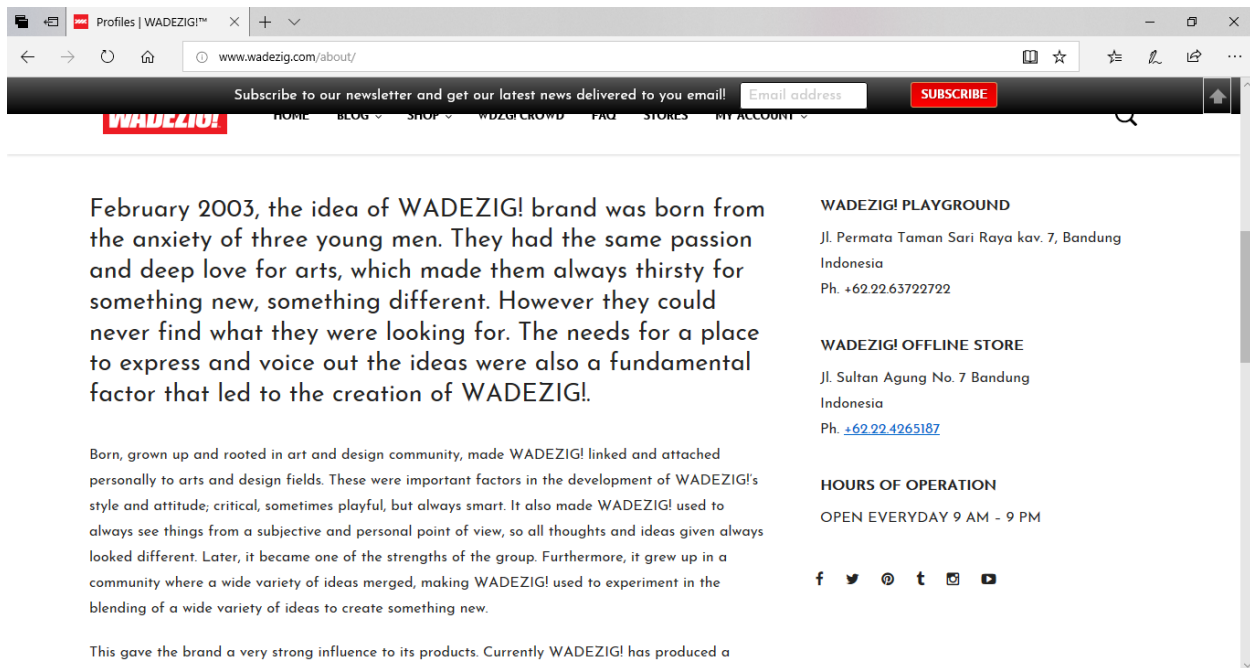 Profiles | WADEZIG!™
www.wadezig.com/about/
Subscribe to our newsletter and get our latest news delivered to you email!
Email address
SUBSCRIBE
WADEZIG!
HOME BLOG SHOP WDZG! CROWD FAQ STORES MY ACCOUNT
February 2003, the idea of WADEZIG! brand was born from
the anxiety of three young men. They had the same passion
and deep love for arts, which made them always thirsty for
something new, something different. However they could
never find what they were looking for. The needs for a place
to express and voice out the ideas were also a fundamental
factor that led to the creation of WADEZIG!.
Born, grown up and rooted in art and design community, made WADEZIG! linked and attached
personally to arts and design fields. These were important factors in the development of WADEZIG!'s
style and attitude; critical, sometimes playful, but always smart. It also made WADEZIG! used to
always see things from a subjective and personal point of view, so all thoughts and ideas given always
looked different. Later, it became one of the strengths of the group. Furthermore, it grew up in a
community where a wide variety of ideas merged, making WADEZIG! used to experiment in the
blending of a wide variety of ideas to create something new.
This gave the brand a very strong influence to its products. Currently WADEZIG! has produced a
WADEZIG! PLAYGROUND
Jl. Permata Taman Sari Raya kav. 7, Bandung
Indonesia
Ph. +62.22.63722722
WADEZIG! OFFLINE STORE
Jl. Sultan Agung No. 7 Bandung
Indonesia
Ph. +62.22.4265187
HOURS OF OPERATION
OPEN EVERYDAY 9 AM – 9 PM